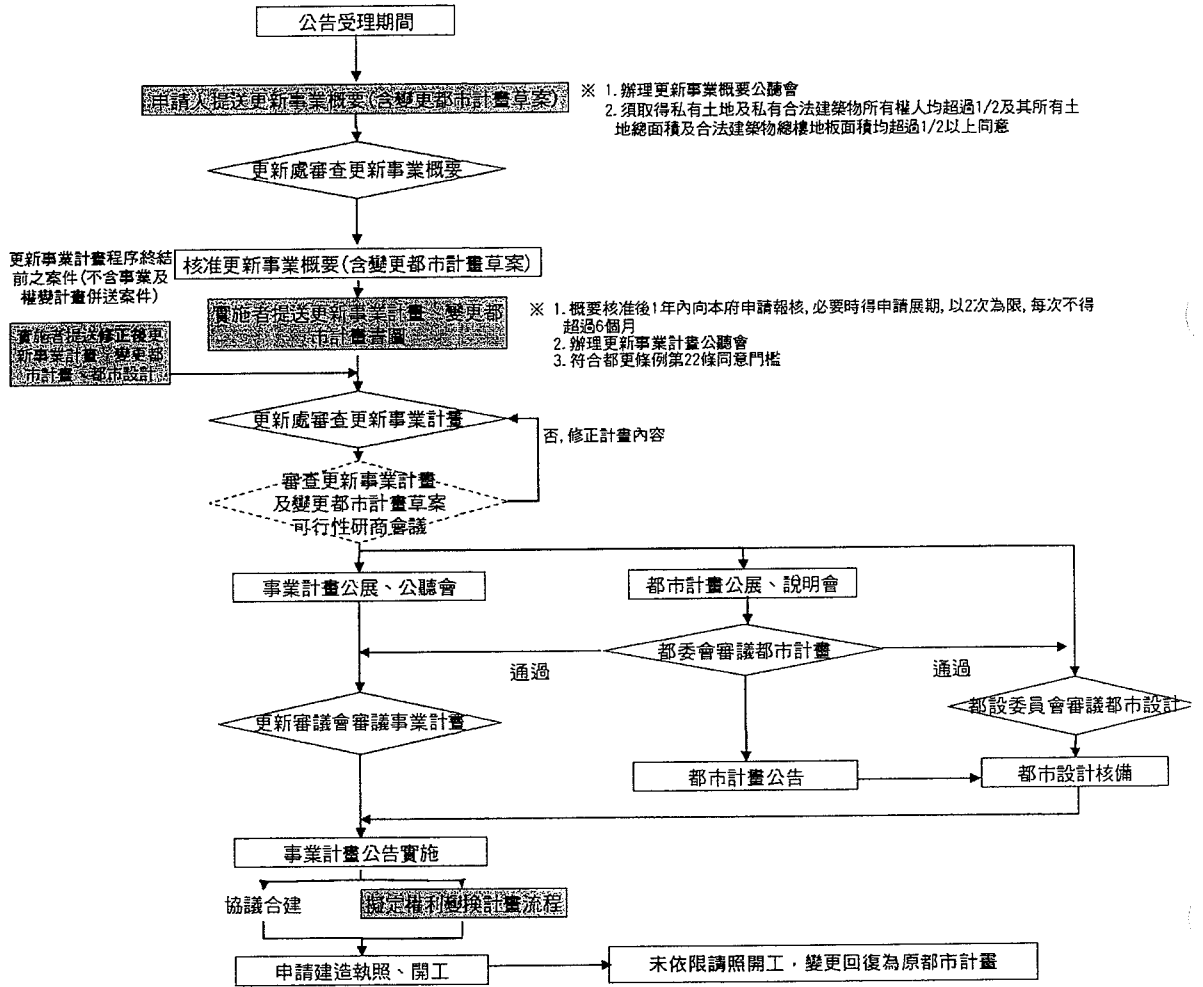 公告受理期間
申請人提送更新事業概要(含變更都市計畫草案)
※ 1. 辦理更新事業概要公聽會
2. 須取得私有土地及私有合法建築物所有權人均超過1/2及其所有土
地總面積及合法建築物總樓地板面積均超過1/2以上同意
更新處審查更新事業概要
更新事業計畫程序終結
前之案件(不含事業及
權變計畫併送案件)
核准更新事業概要(含變更都市計畫草案)
實施者提送更新事業計畫、變更都
市計畫書圖
※ 1. 概要核准後1年內向本府申請報核, 必要時得申請展期, 以2次為限, 每次不得
超過6個月
2. 辦理更新事業計畫公聽會
3. 符合都更條例第22條同意門檻
實施者提送修正後更
新事業計畫、變更都
市計畫、都市設計
更新處審查更新事業計畫
否, 修正計畫內容
審查更新事業計畫
及變更都市計畫草案
可行性研商會議
事業計畫公展、公聽會
都市計畫公展、說明會
都委會審議都市計畫
通過
通過
更新審議會審議事業計畫
都設委員會審議都市設計
都市計畫公告
都市設計核備
事業計畫公告實施
協議合建
擬定權利變換計畫流程
申請建造執照、開工
未依限請照開工，變更回復為原都市計畫